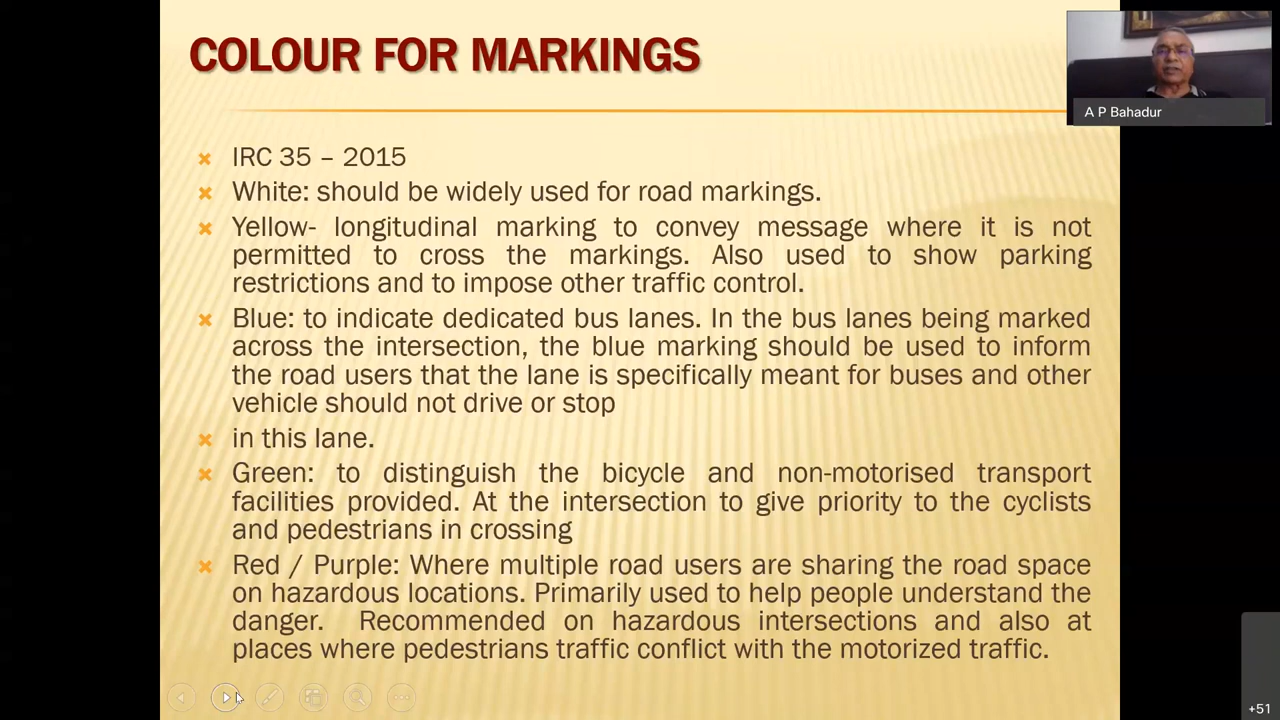 COLOUR FOR MARKINGS
A P Bahadur
IRC 35 – 2015
White: should be widely used for road markings.
Yellow- longitudinal marking to convey message where it is not
permitted to cross the markings. Also used to show parking
restrictions and to impose other traffic control.
Blue: to indicate dedicated bus lanes. In the bus lanes being marked
across the intersection, the blue marking should be used to inform
the road users that the lane is specifically meant for buses and other
vehicle should not drive or stop
in this lane.
Green: to distinguish the bicycle and non-motorised transport
facilities provided. At the intersection to give priority to the cyclists
and pedestrians in crossing
Red / Purple: Where multiple road users are sharing the road space
on hazardous locations. Primarily used to help people understand the
danger. Recommended on hazardous intersections and also at
places where pedestrians traffic conflict with the motorized traffic.
+51